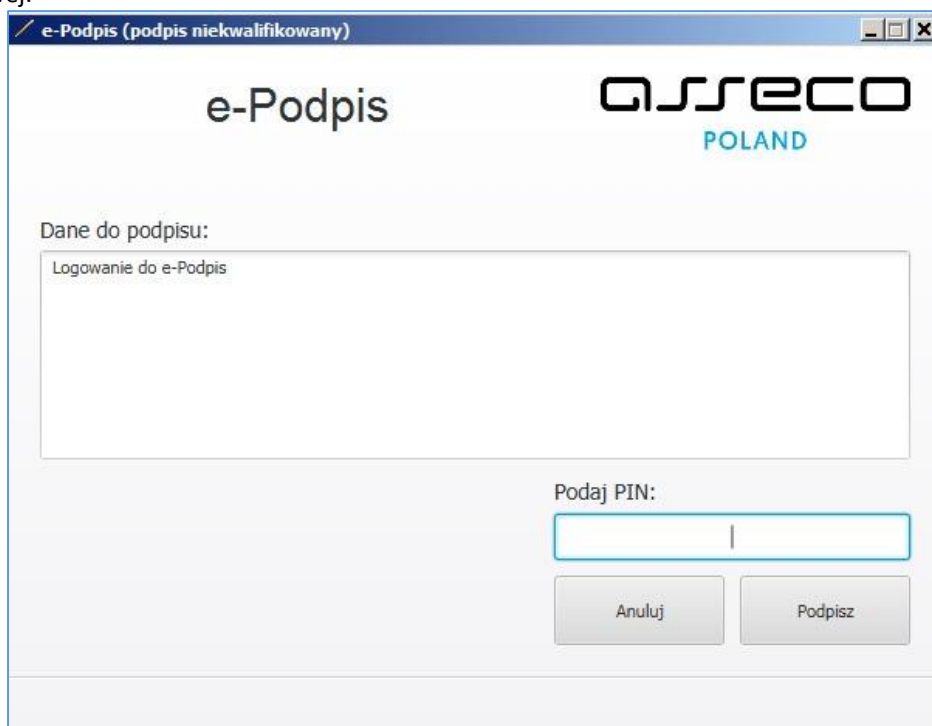 e-Podpis (podpis niekwalifikowany)
e-Podpis
asseco
POLAND
Dane do podpisu:
Logowanie do e-Podpis
Podaj PIN:
Anuluj
Podpisz